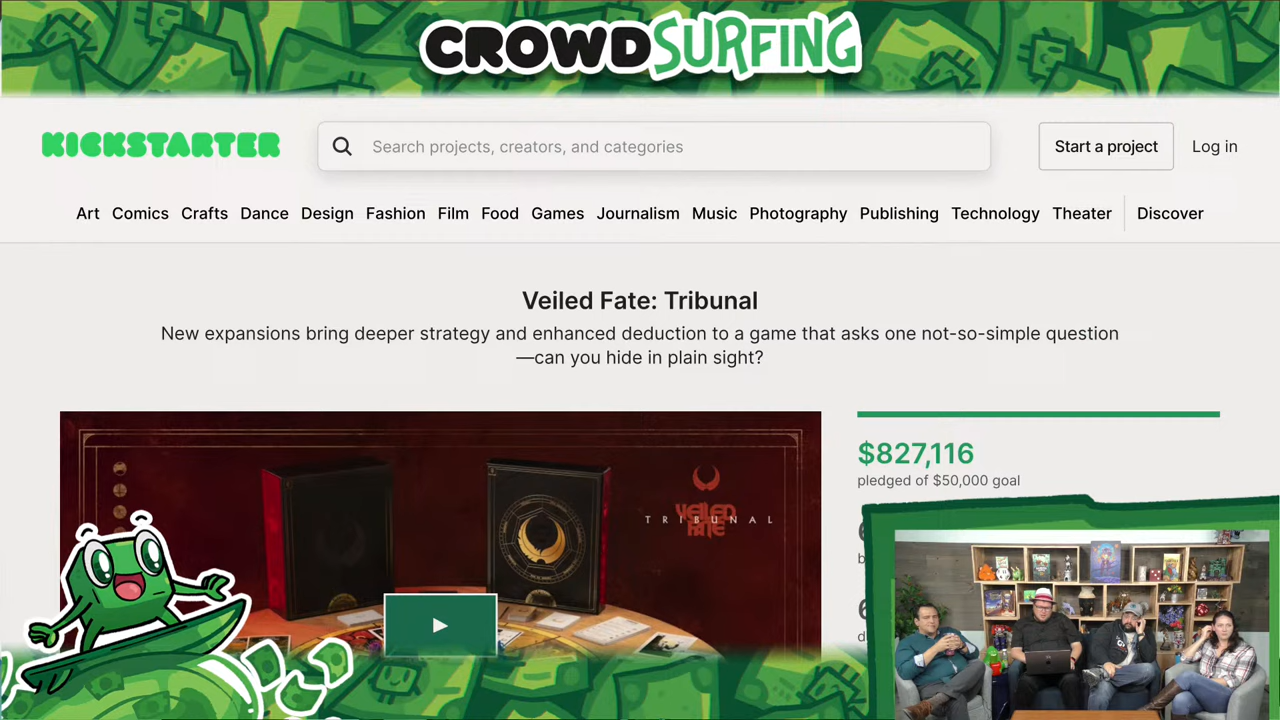 CROWDSURFING
KICKSTARTER
Search projects, creators, and categories
Start a project
Log in
Art Comics Crafts Dance Design Fashion Film Food Games Journalism Music Photography Publishing Technology Theater Discover
Veiled Fate: Tribunal
New expansions bring deeper strategy and enhanced deduction to a game that asks one not-so-simple question
—can you hide in plain sight?
$827,116
pledged of $50,000 goal
VEILED
TRIBUNAL
FATE